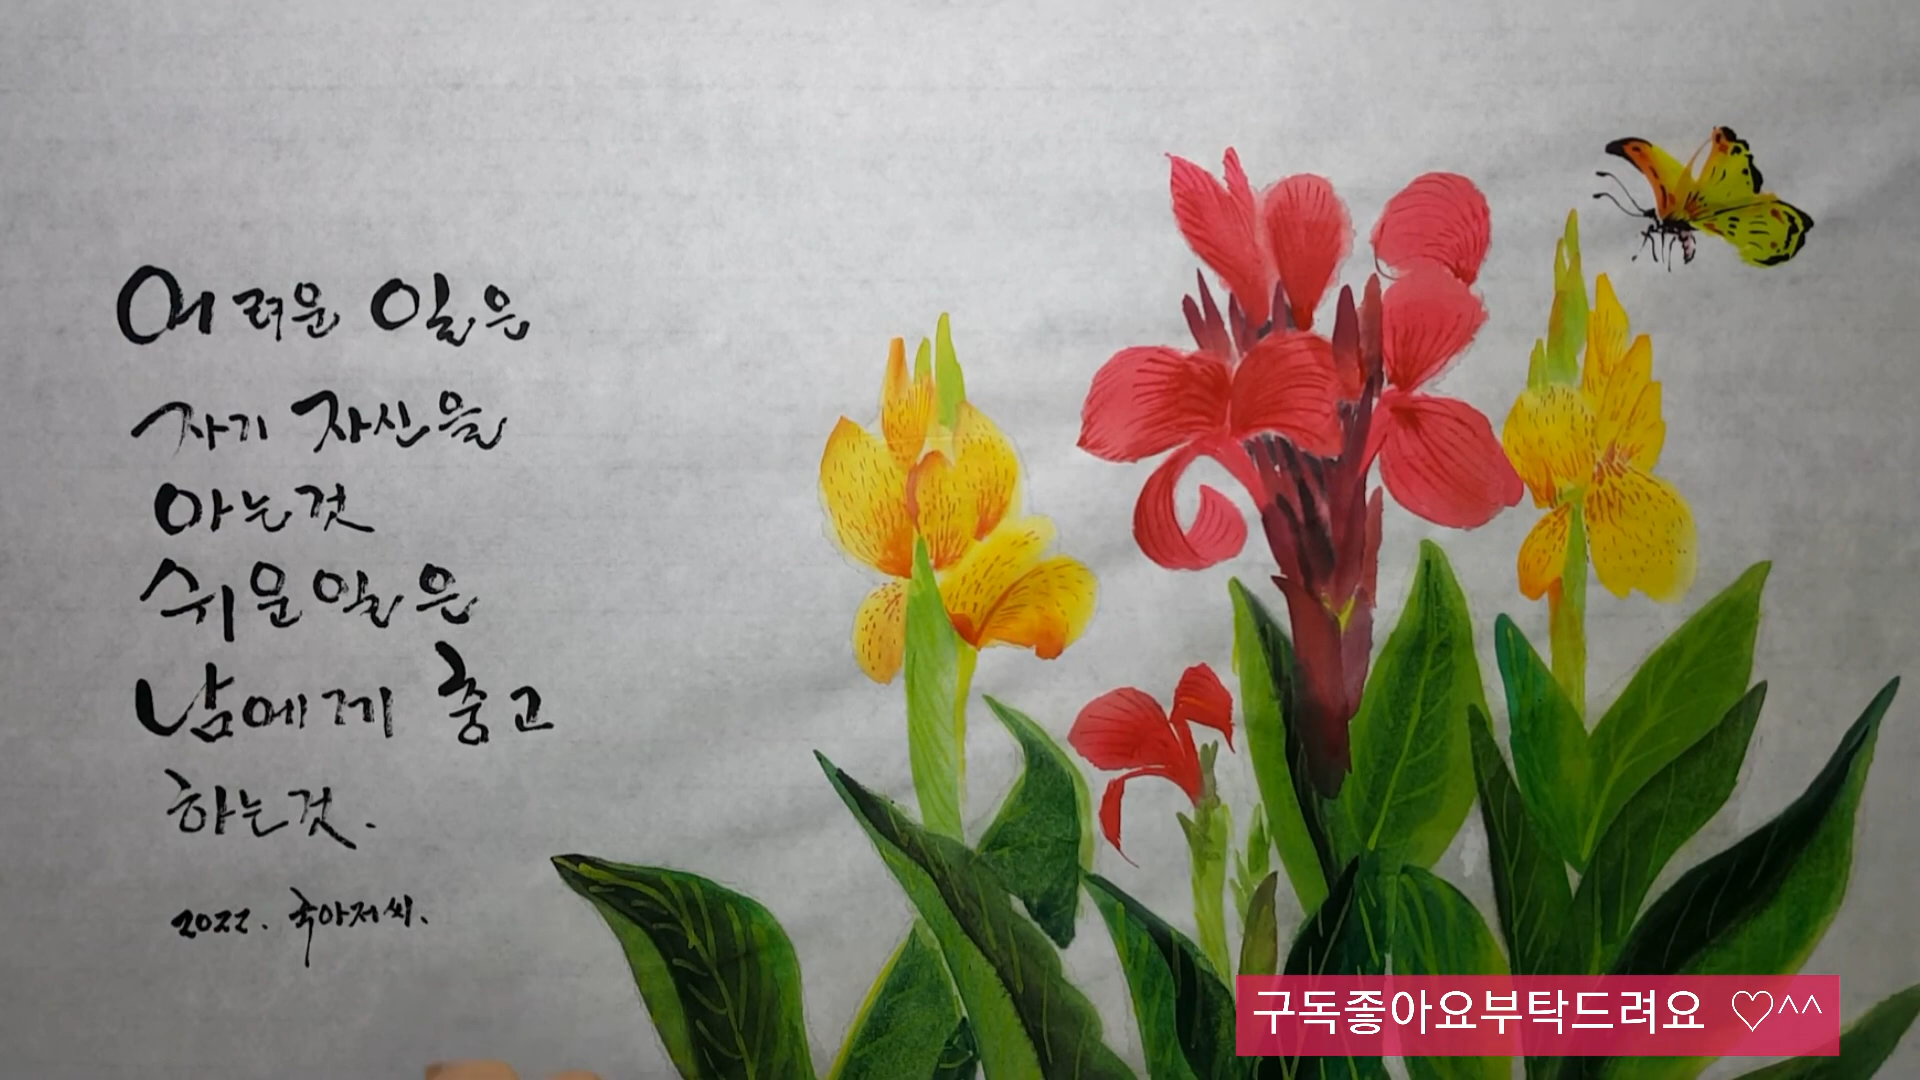 어려운 일은
자기 자신을
아는것
쉬운일은
남에게 충고
하는것.
2022. 국아저씨.
구독좋아요부탁드려요 ♡^^